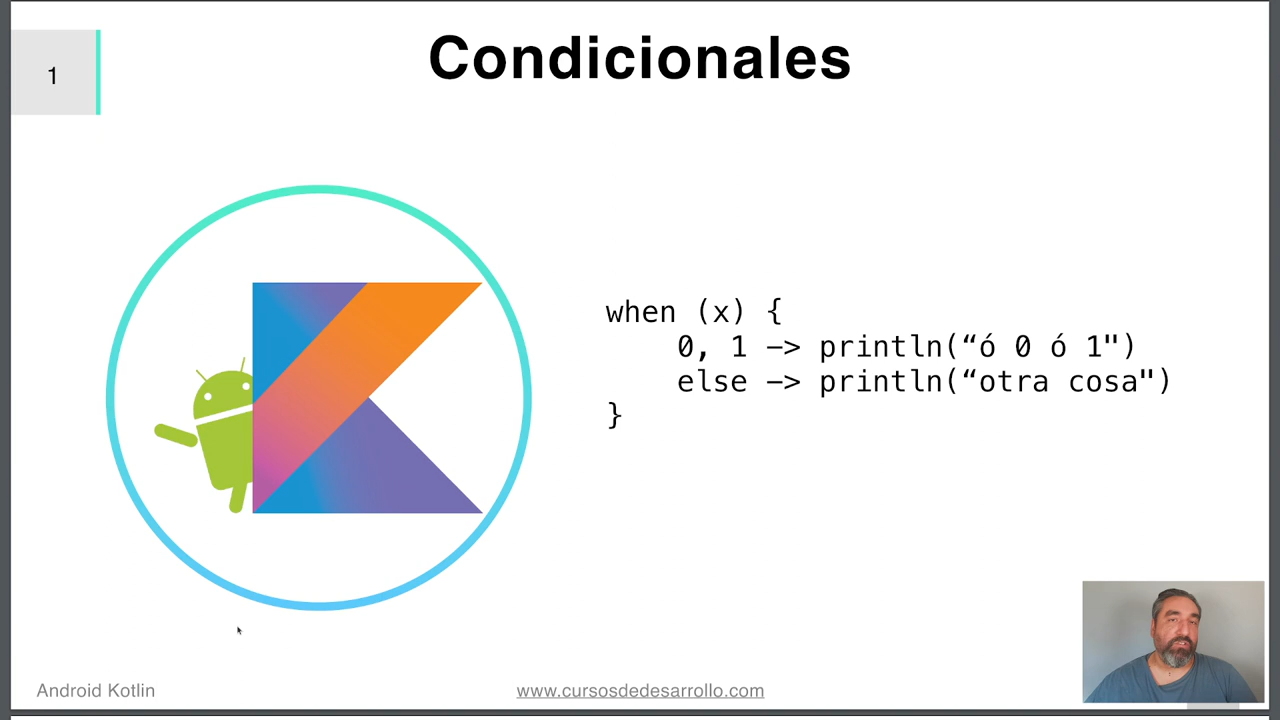 1
Condicionales
when (x) {
    0, 1 –> println(“ó 0 ó 1")
    else –> println(“otra cosa")
}
Android Kotlin
www.cursosdedesarrollo.com